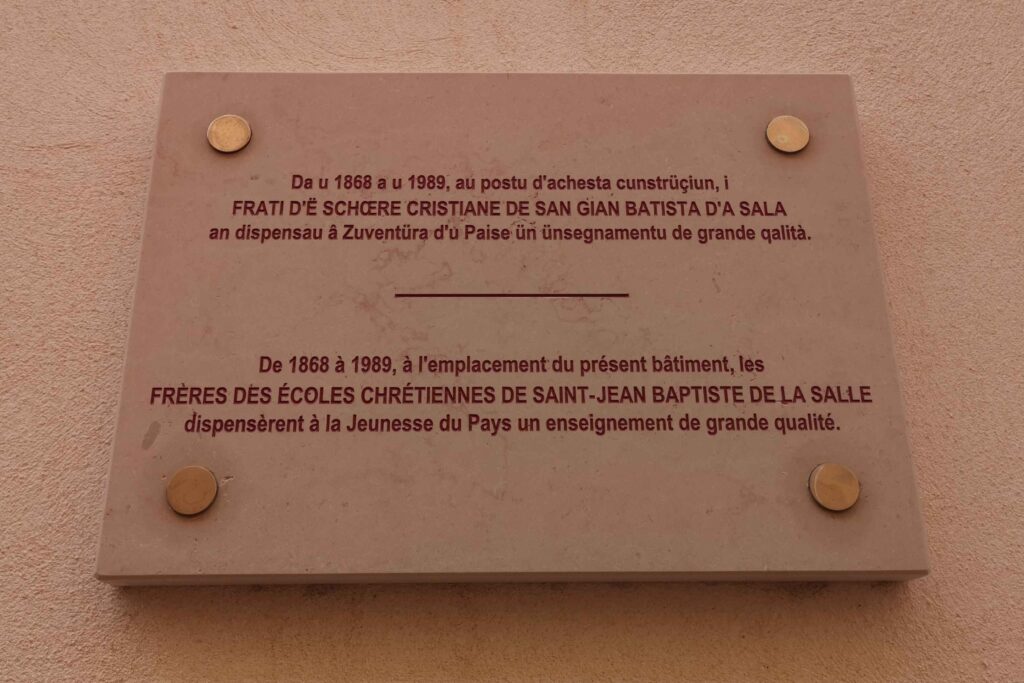 Da u 1868 a u 1989, au postu d'achesta cunstrüçiun, i
FRATI D'Ë SCHŒRE CRISTIANE DE SAN GIAN BATISTA D'A SALA
an dispensau â Zuventüra d'u Paise ün ünsegnamentu de grande qalità.
De 1868 à 1989, à l'emplacement du présent bâtiment, les
FRÈRES DES ÉCOLES CHRÉTIENNES DE SAINT-JEAN BAPTISTE DE LA SALLE
dispensèrent à la Jeunesse du Pays un enseignement de grande qualité.